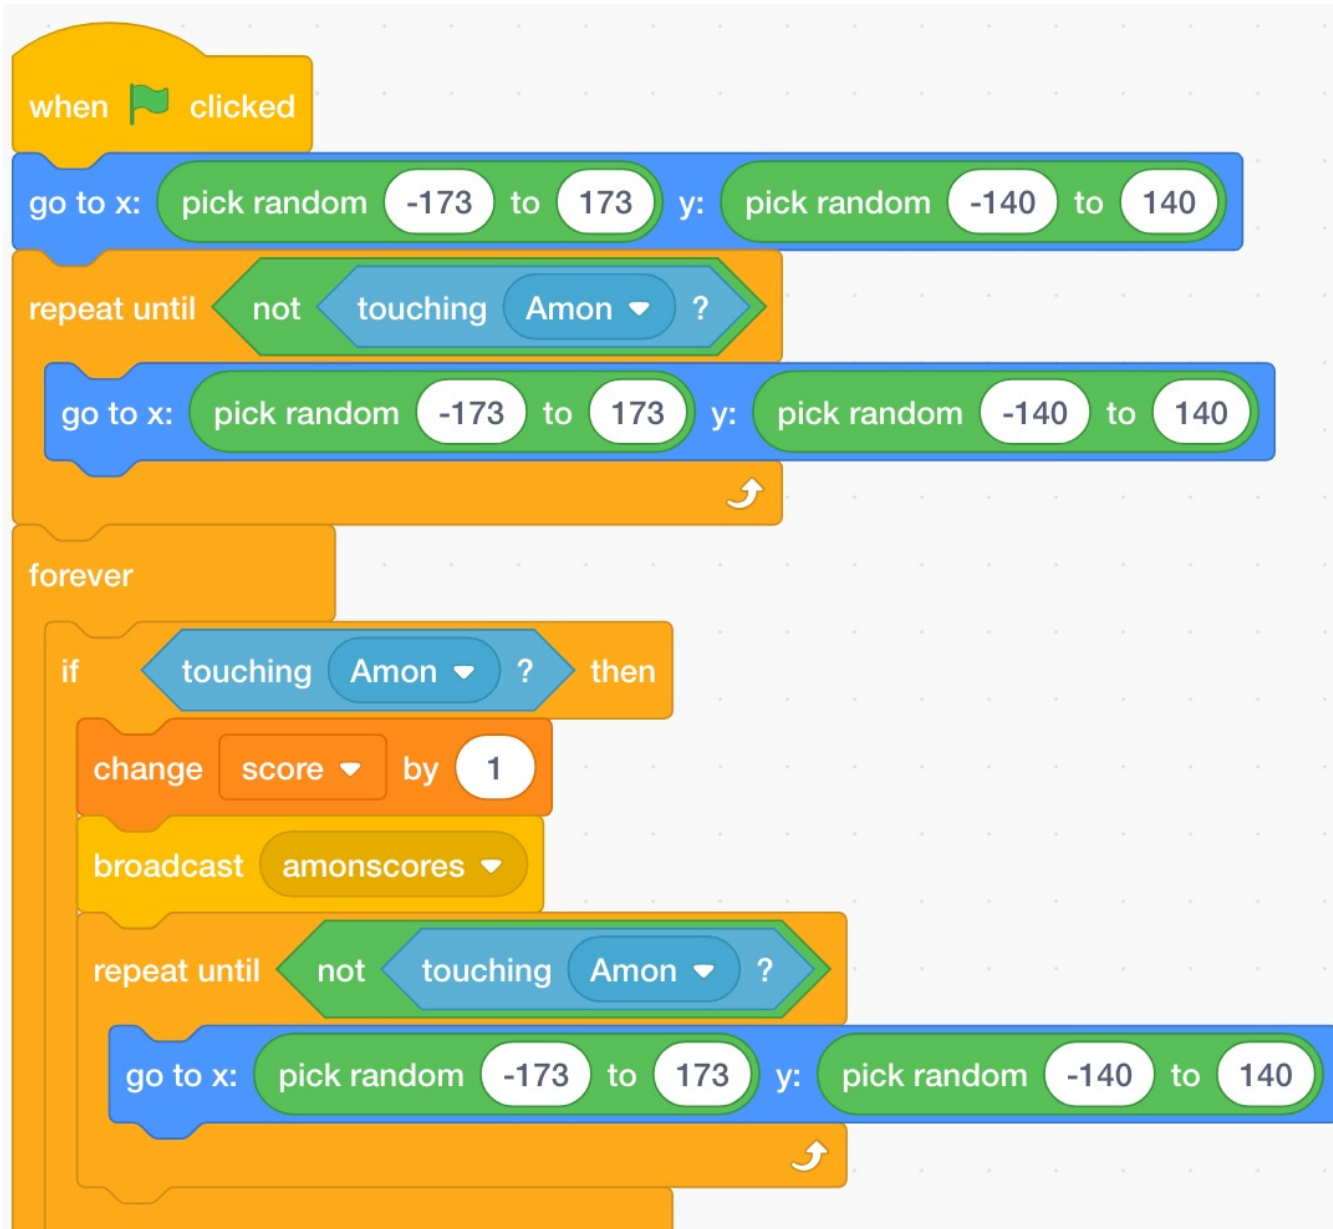 when clicked
go to x: pick random -173 to 173 y: pick random -140 to 140
repeat until not touching Amon ?
go to x: pick random -173 to 173 y: pick random -140 to 140
forever
if touching Amon ? then
change score by 1
broadcast amonscores
repeat until not touching Amon ?
go to x: pick random -173 to 173 y: pick random -140 to 140